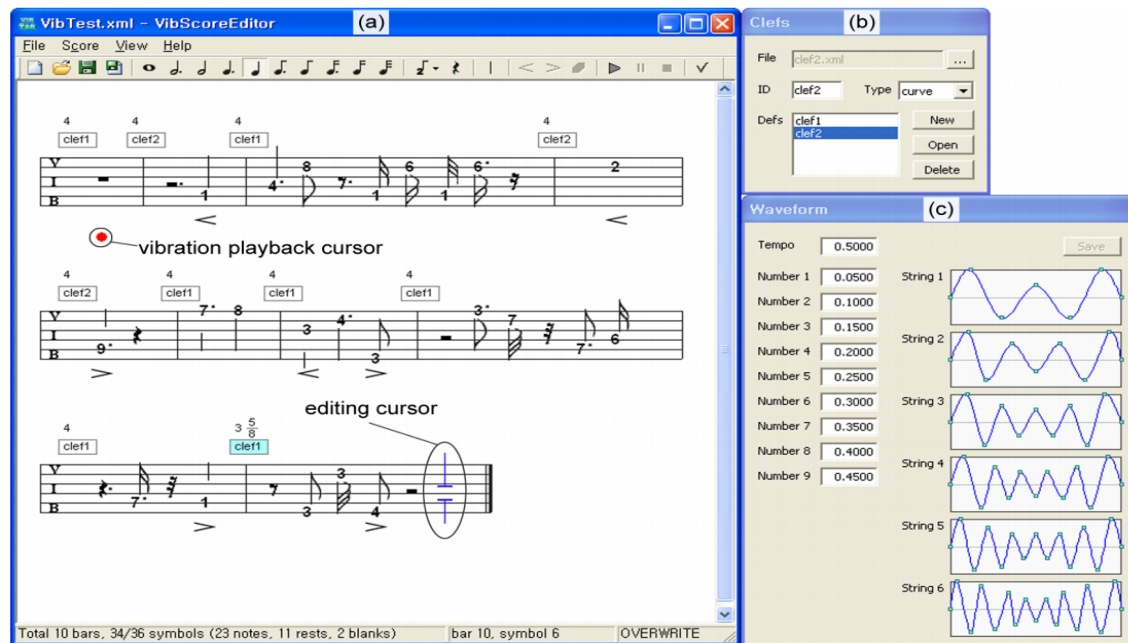 VibTest.xml - VibScoreEditor (a)
File Score View Help
4 4 4 4
clef1 clef2 clef1 clef2
V I B
1 4 8 1 6 1 6 2
vibration playback cursor
4 4 4 4
clef2 clef1 clef1 clef1
V I B
9 7 8 3 4 3 3 7 7 6
editing cursor
4 3 5/8
clef1 clef1
V I B
7 1 3 3 4
Total 10 bars, 34/36 symbols (23 notes, 11 rests, 2 blanks) bar 10, symbol 6 OVERWRITE
Clefs (b)
File clef2.xml ...
ID clef2 Type curve
Defs clef1 New
clef2
Open
Delete
Waveform (c)
Tempo 0.5000 Save
Number 1 0.0500 String 1
Number 2 0.1000
Number 3 0.1500 String 2
Number 4 0.2000
Number 5 0.2500
Number 6 0.3000 String 3
Number 7 0.3500
Number 8 0.4000 String 4
Number 9 0.4500
String 5
String 6